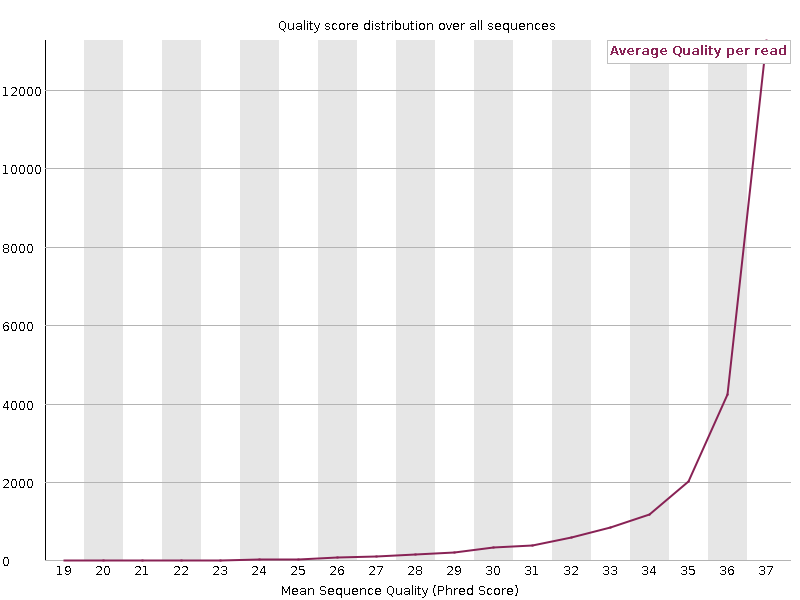 Quality score distribution over all sequences
Average Quality per read
12000
10000
8000
6000
4000
2000
0
19 20 21 22 23 24 25 26 27 28 29 30 31 32 33 34 35 36 37
Mean Sequence Quality (Phred Score)